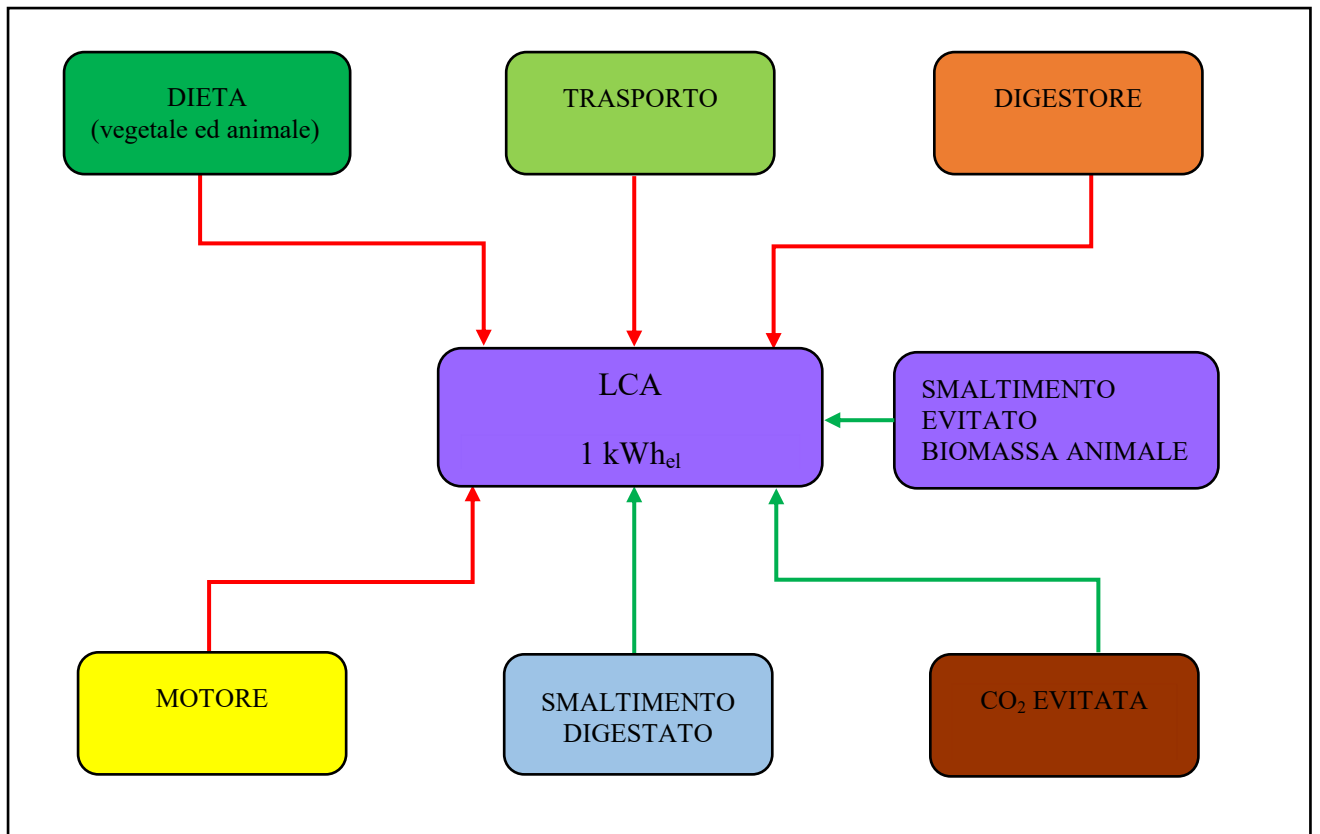 DIETA
(vegetale ed animale)
TRASPORTO
DIGESTORE
LCA
1 kWhel
SMALTIMENTO
EVITATO
BIOMASSA ANIMALE
MOTORE
SMALTIMENTO
DIGESTATO
CO2 EVITATA